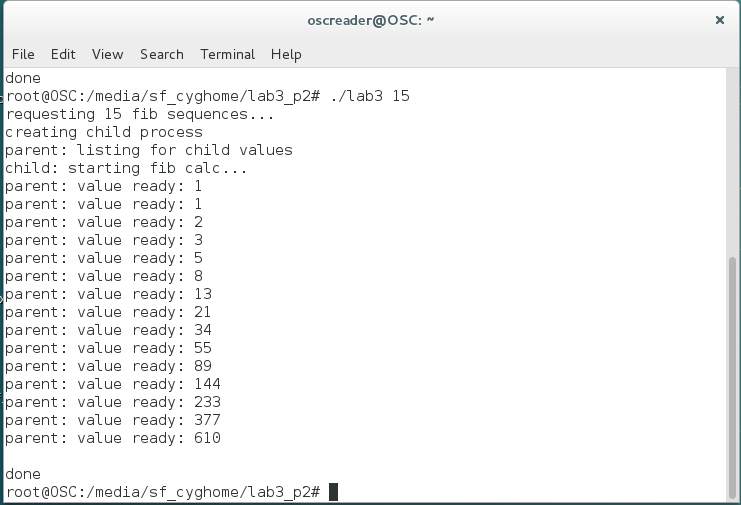 oscreader@OSC: ~
File Edit View Search Terminal Help
done
root@OSC:/media/sf_cyghome/lab3_p2# ./lab3 15
requesting 15 fib sequences...
creating child process
parent: listing for child values
child: starting fib calc...
parent: value ready: 1
parent: value ready: 1
parent: value ready: 2
parent: value ready: 3
parent: value ready: 5
parent: value ready: 8
parent: value ready: 13
parent: value ready: 21
parent: value ready: 34
parent: value ready: 55
parent: value ready: 89
parent: value ready: 144
parent: value ready: 233
parent: value ready: 377
parent: value ready: 610
done
root@OSC:/media/sf_cyghome/lab3_p2#